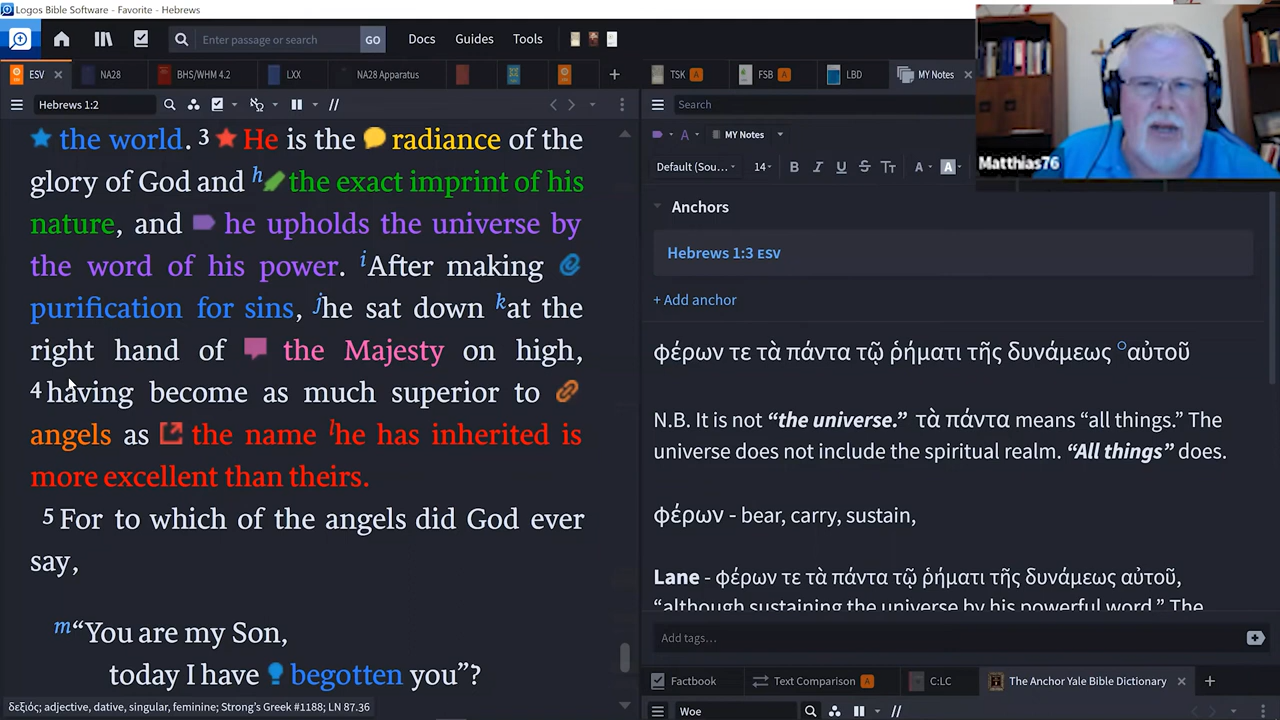 Logos Bible Software - Favorite - Hebrews
Enter passage or search GO Docs Guides Tools
ESV NA28 BHS/WHM 4.2 LXX NA28 Apparatus
TSK A FSB A LBD MY Notes
Hebrews 1:2
Search
Matthias76
MY Notes
Default (Sou... 14 B I U S Tт A A
the world. 3 He is the radiance of the
glory of God and h the exact imprint of his
nature, and he upholds the universe by
the word of his power. i After making
purification for sins, j he sat down k at the
right hand of the Majesty on high,
4 having become as much superior to
angels as the name l he has inherited is
more excellent than theirs.
5 For to which of the angels did God ever
say,
m “You are my Son,
today I have begotten you”?
δεξιός; adjective, dative, singular, feminine; Strong's Greek #1188; LN 87.36
Anchors
Hebrews 1:3 ESV
+ Add anchor
φέρων τε τὰ πάντα τῷ ῥήματι τῆς δυνάμεως ⸰αὐτοῦ
N.B. It is not “the universe.” τὰ πάντα means “all things.” The
universe does not include the spiritual realm. “All things” does.
φέρων - bear, carry, sustain,
Lane - φέρων τε τὰ πάντα τῷ ῥήματι τῆς δυνάμεως αὐτοῦ,
“although sustaining the universe by his powerful word.” The
Add tags...
Factbook Text Comparison A C:LC The Anchor Yale Bible Dictionary
Woe